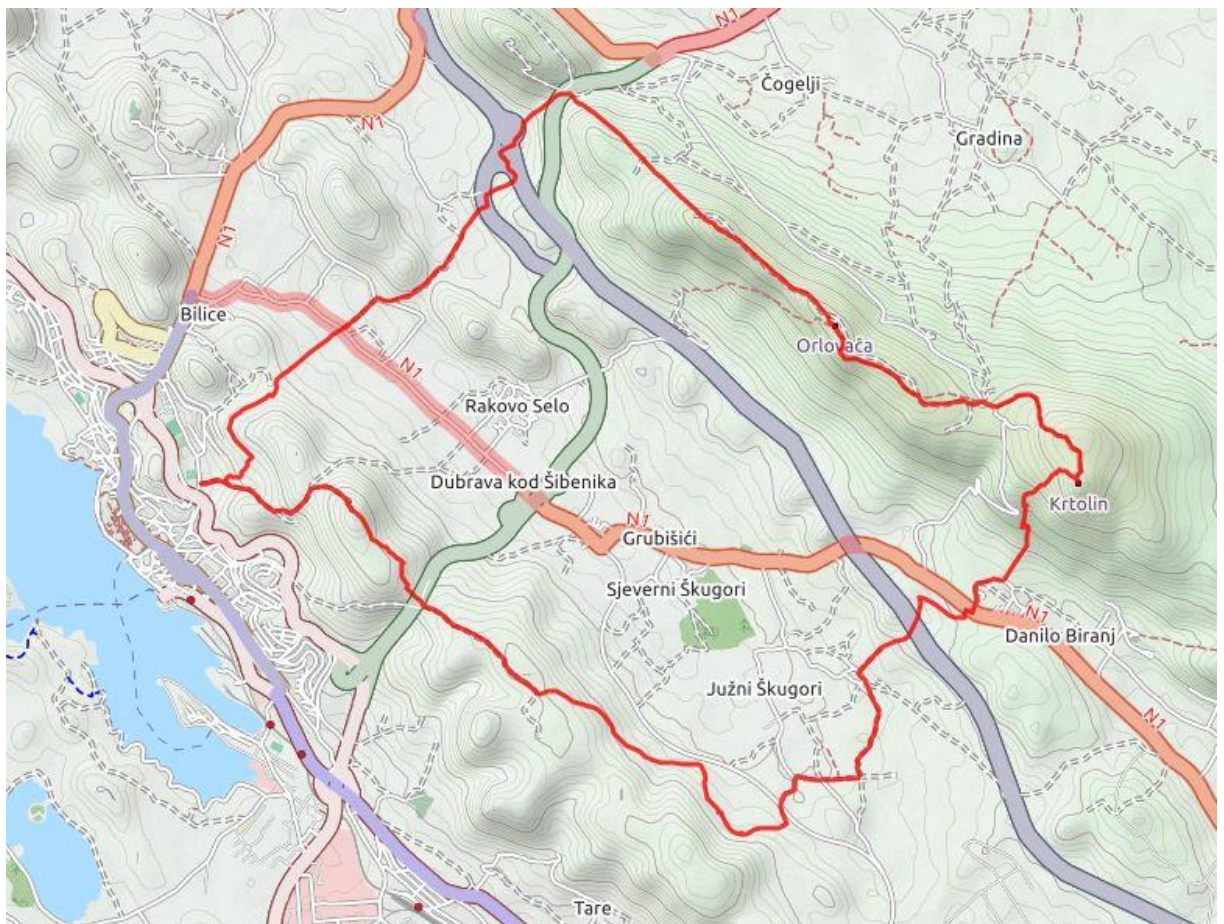 N1
Čogelji
N1
Gradina
N1
Bilice
Orlovača
Rakovo Selo
Dubrava kod Šibenika
Krtolin
N1
Grubišići
Sjeverni Škugori
N1
Danilo Biranj
Južni Škugori
N1
Tare